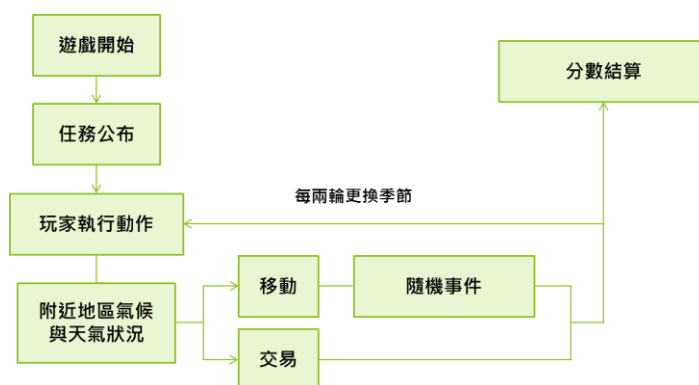 遊戲開始
分數結算
任務公布
每兩輪更換季節
玩家執行動作
移動
隨機事件
附近地區氣候
與天氣狀況
交易